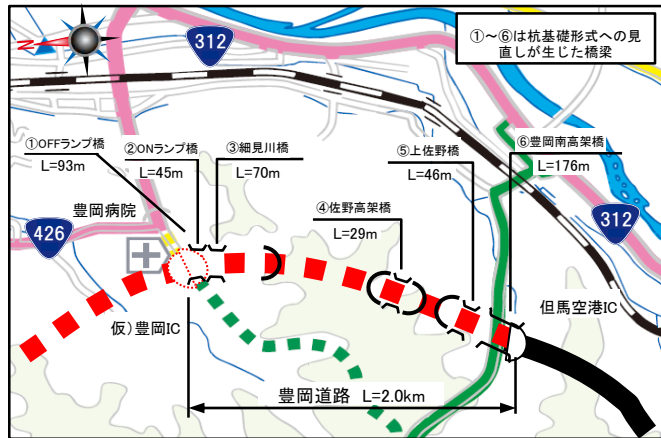 N
312
①～⑥は杭基礎形式への見
直しが生じた橋梁
①OFFランプ橋
L=93m
②ONランプ橋
L=45m
③細見川橋
L=70m
⑤上佐野橋
L=46m
⑥豊岡南高架橋
L=176m
④佐野高架橋
L=29m
豊岡病院
426
312
仮）豊岡IC
但馬空港IC
豊岡道路 L=2.0km